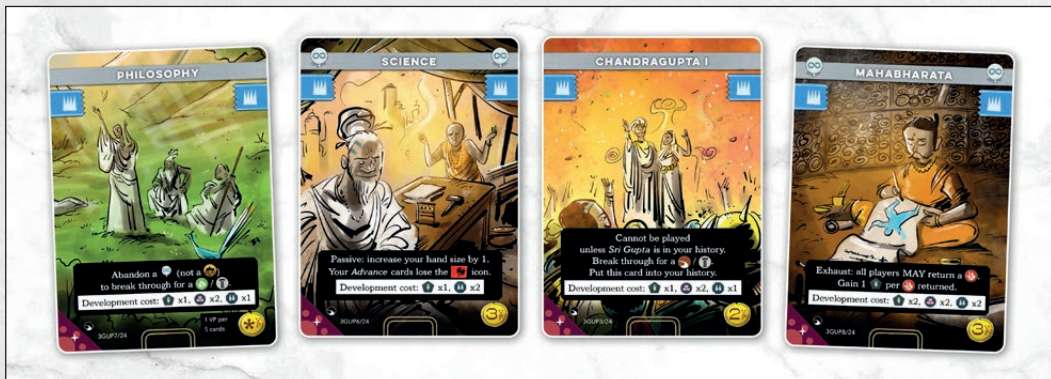 PHILOSOPHY
Abandon a (not a
to break through for a / .
Development cost: x1, x2, x1
3GUP7/24
1 VP per
5 cards
*
SCIENCE
Passive: increase your hand size by 1.
Your Advance cards lose the icon.
Development cost: x1, x2
3GUP6/24
3
CHANDRAGUPTA I
Cannot be played
unless Sri Gupta is in your history.
Break through for a / .
Put this card into your history.
Development cost: x1, x2, x1
3GUP3/24
2
MAHABHARATA
Exhaust: all players MAY return a .
Gain 1 per returned.
Development cost: x2, x2, x2
3GUP8/24
3